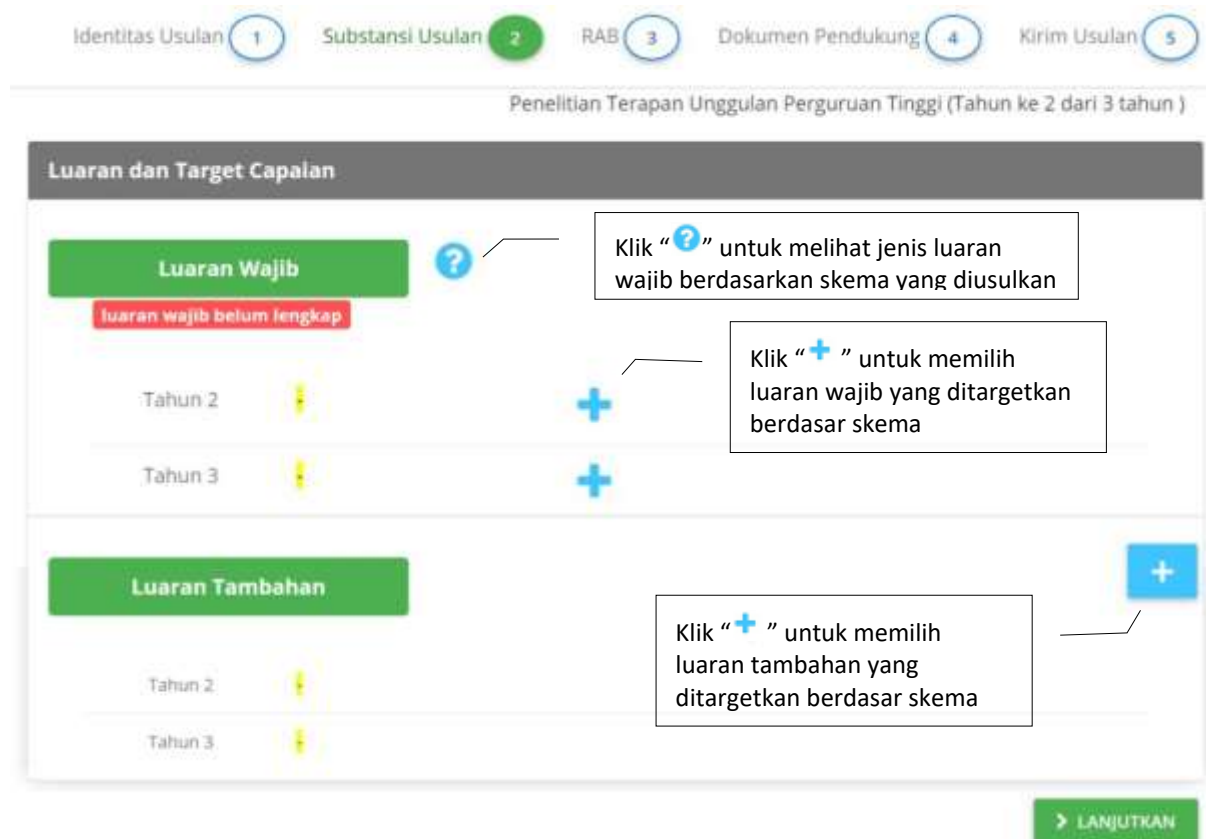 Identitas Usulan 1 Substansi Usulan 2 RAB 3 Dokumen Pendukung 4 Kirim Usulan 5
Penelitian Terapan Unggulan Perguruan Tinggi (Tahun ke 2 dari 3 tahun )
Luaran dan Target Capaian
Luaran Wajib
?
Klik “?” untuk melihat jenis luaran
wajib berdasarkan skema yang diusulkan
luaran wajib belum lengkap
Klik “+ ” untuk memilih
luaran wajib yang ditargetkan
berdasar skema
Tahun 2 - +
Tahun 3 - +
Luaran Tambahan
+
Klik “+ ” untuk memilih
luaran tambahan yang
ditargetkan berdasar skema
Tahun 2 -
Tahun 3 -
> LANJUTKAN